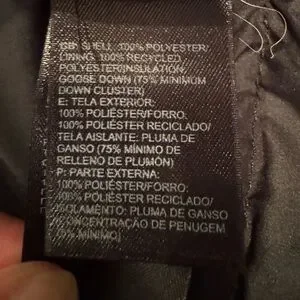 GB: SHELL: 100% POLYESTER/
LINING: 100% RECYCLED
POLYESTER/INSULATION:
GOOSE DOWN (75% MINIMUM
DOWN CLUSTER)
E: TELA EXTERIOR:
100% POLIÉSTER/FORRO:
100% POLIÉSTER RECICLADO/
TELA AISLANTE: PLUMA DE
GANSO (75% MÍNIMO DE
RELLENO DE PLUMÓN)
P: PARTE EXTERNA:
100% POLIÉSTER/FORRO:
100% POLIÉSTER RECICLADO/
ISOLAMENTO: PLUMA DE GANSO
CONCENTRAÇÃO DE PENUGEM
MÍNIMO)